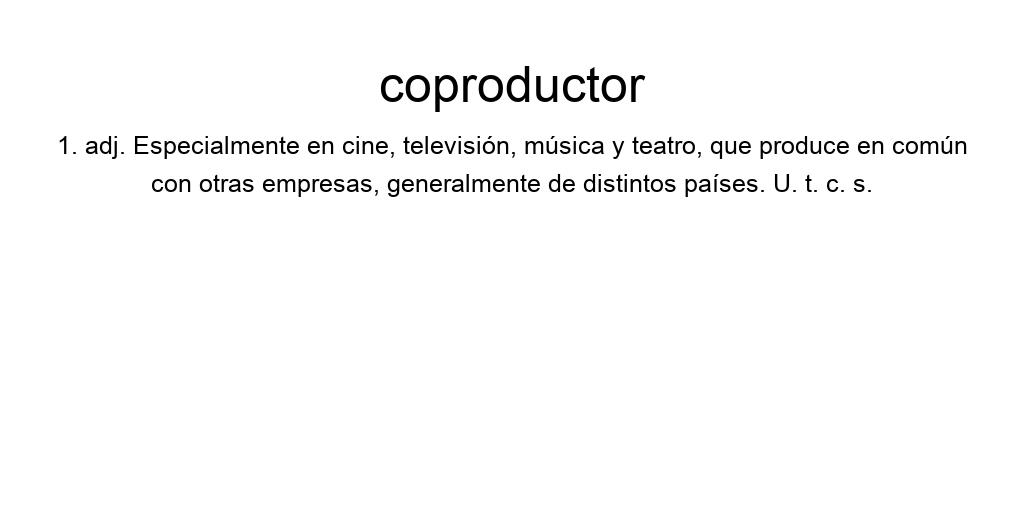 coproductor
1. adj. Especialmente en cine, televisión, música y teatro, que produce en común
con otras empresas, generalmente de distintos países. U. t. c. s.